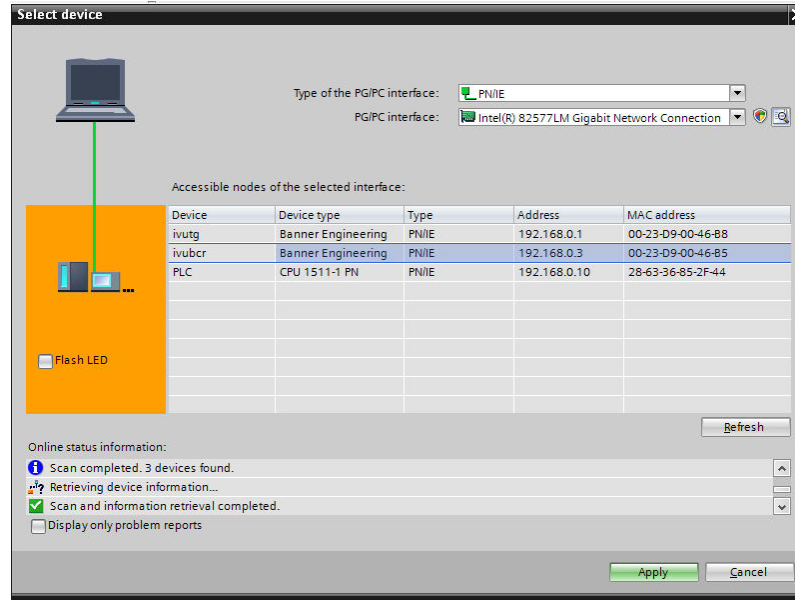 Select device
Type of the PG/PC interface: PN/IE
PG/PC interface: Intel(R) 82577LM Gigabit Network Connection
Accessible nodes of the selected interface:
Device Device type Type Address MAC address
ivutg Banner Engineering PN/IE 192.168.0.1 00-23-D9-00-46-B8
ivubcr Banner Engineering PN/IE 192.168.0.3 00-23-D9-00-46-B5
PLC CPU 1511-1 PN PN/IE 192.168.0.10 28-63-36-85-2F-44
Flash LED
Refresh
Online status information:
Scan completed. 3 devices found.
Retrieving device information...
Scan and information retrieval completed.
Display only problem reports
Apply Cancel